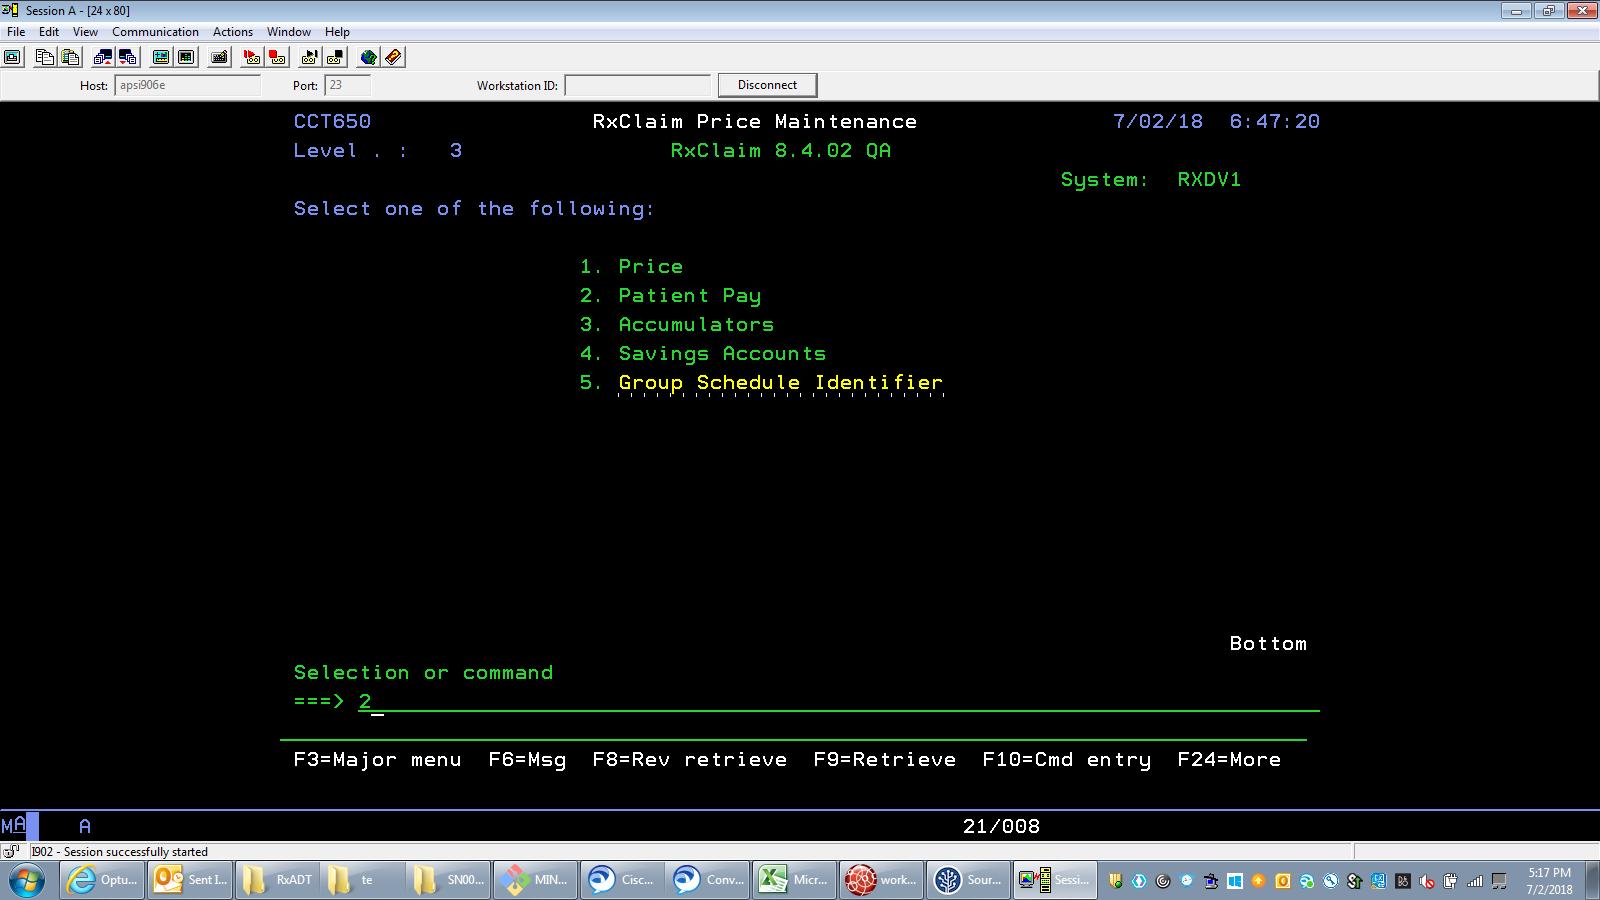 Session A - [24 x 80]
File Edit View Communication Actions Window Help
Host: apsi906e Port: 23 Workstation ID: Disconnect
CCT650 RxClaim Price Maintenance 7/02/18 6:47:20
Level . : 3 RxClaim 8.4.02 QA
System: RXDV1
Select one of the following:
1. Price
2. Patient Pay
3. Accumulators
4. Savings Accounts
5. Group Schedule Identifier
Bottom
Selection or command
===> 2
F3=Major menu F6=Msg F8=Rev retrieve F9=Retrieve F10=Cmd entry F24=More
MA A 21/008
I902 - Session successfully started
Optu... Sent I... RxADT te SN00... MIN... Cisc... Conv... Micr... work... Sour... Sessi... 5:17 PM
7/2/2018